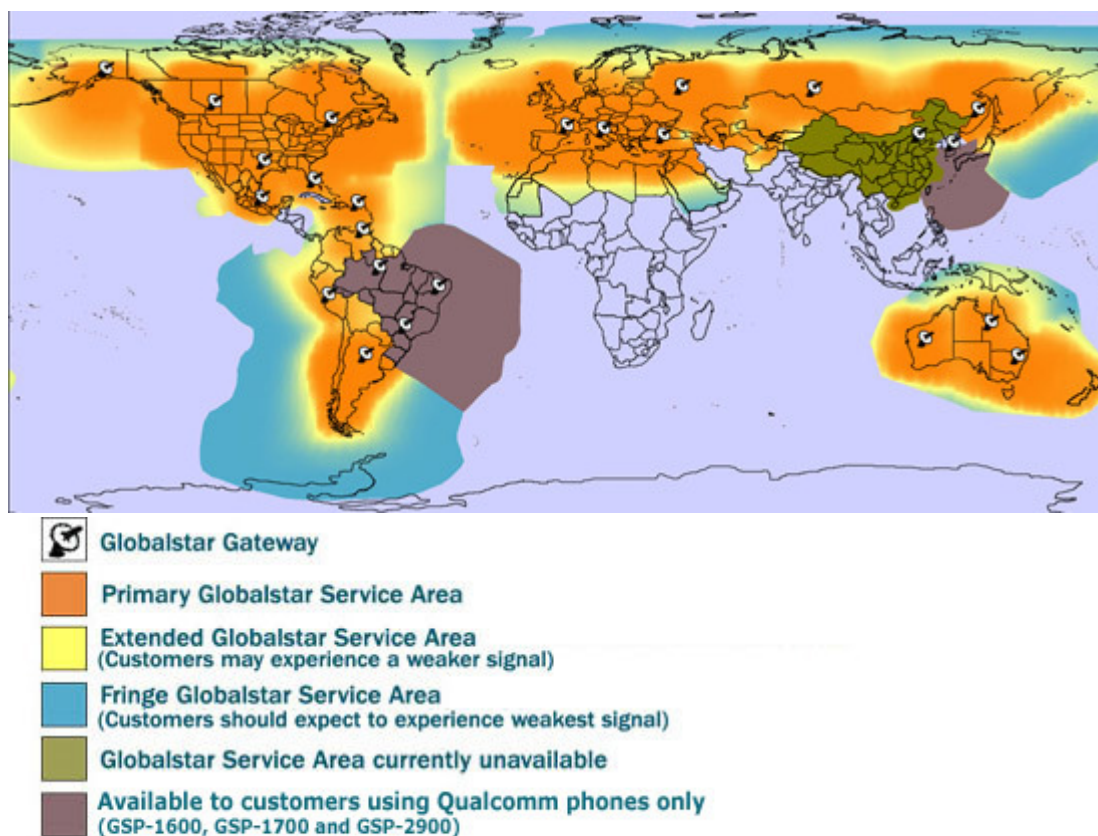 Globalstar Gateway
Primary Globalstar Service Area
Extended Globalstar Service Area
(Customers may experience a weaker signal)
Fringe Globalstar Service Area
(Customers should expect to experience weakest signal)
Globalstar Service Area currently unavailable
Available to customers using Qualcomm phones only
(GSP-1600, GSP-1700 and GSP-2900)